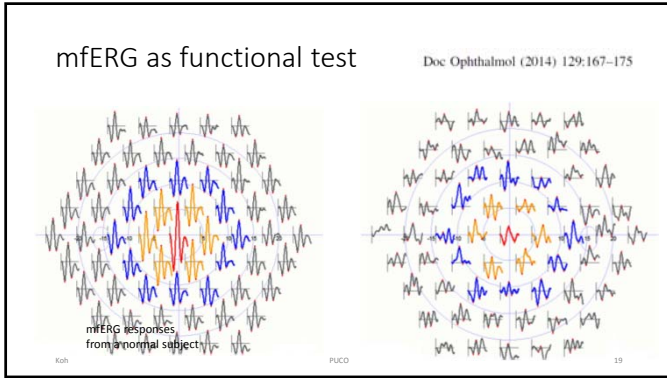 mfERG as functional test
Doc Ophthalmol (2014) 129:167–175
mfERG responses
from a normal subject
Koh
PUCO
19